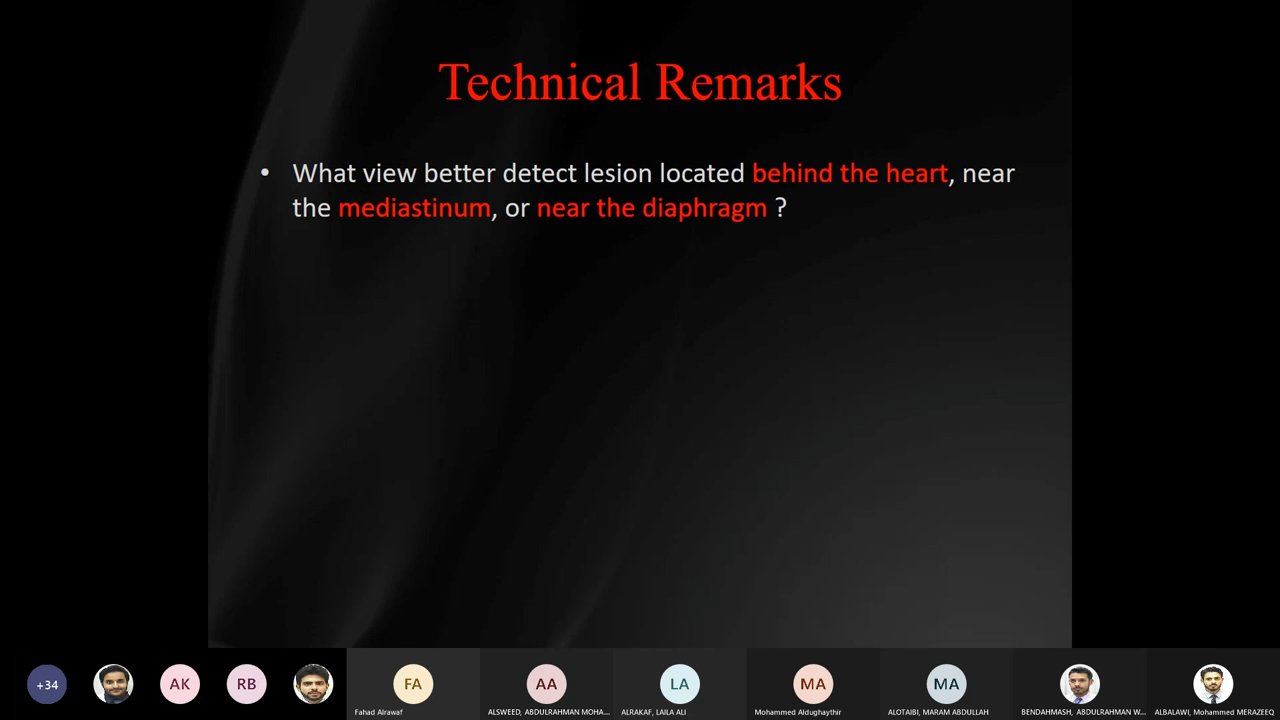 Technical Remarks
• What view better detect lesion located behind the heart, near
the mediastinum, or near the diaphragm ?
+34
AK
RB
FA
AA
LA
MA
MA
Fahad Alrawaf
ALSWEED, ABDULRAHMAN MOHA...
ALRAKAF, LAILA ALI
Mohammed Aldughaythir
ALOTAIBI, MARAM ABDULLAH
BENDAHMASH, ABDULRAHMAN W...
ALBALAWI, Mohammed MERAZEEQ